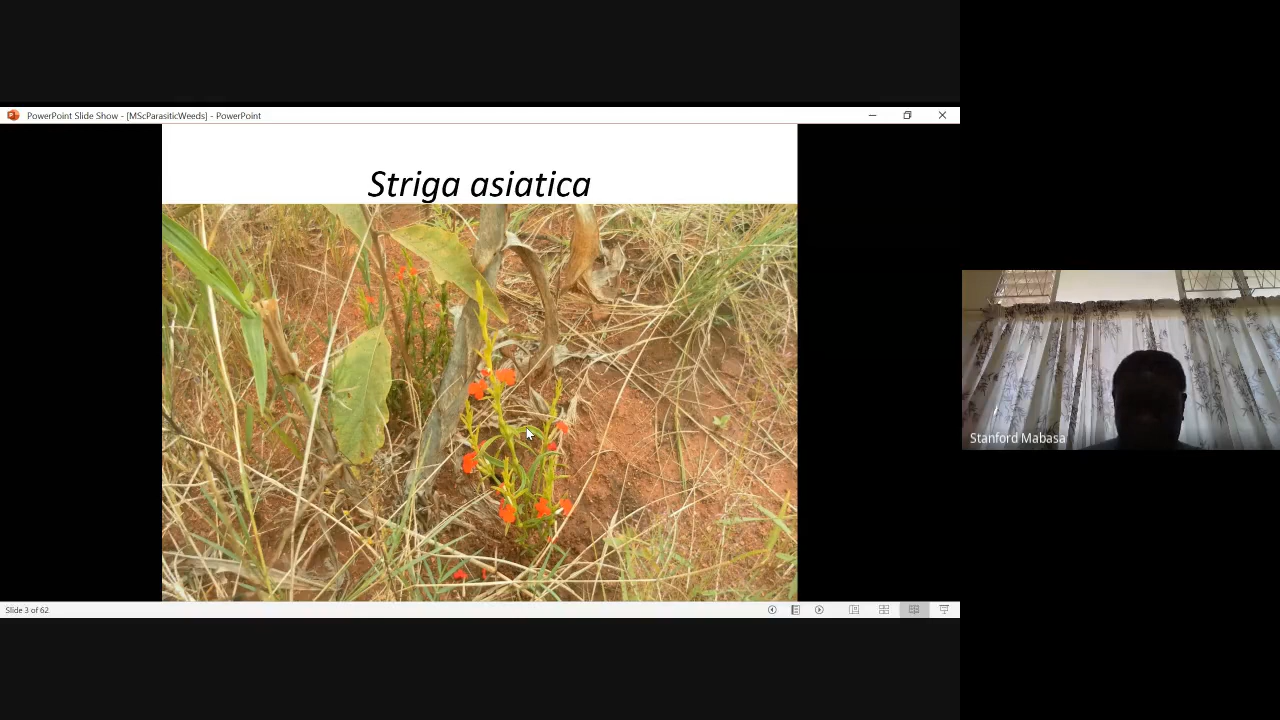 PowerPoint Slide Show - [MScParasiticWeeds] - PowerPoint
Striga asiatica
Stanford Mabasa
Slide 3 of 62